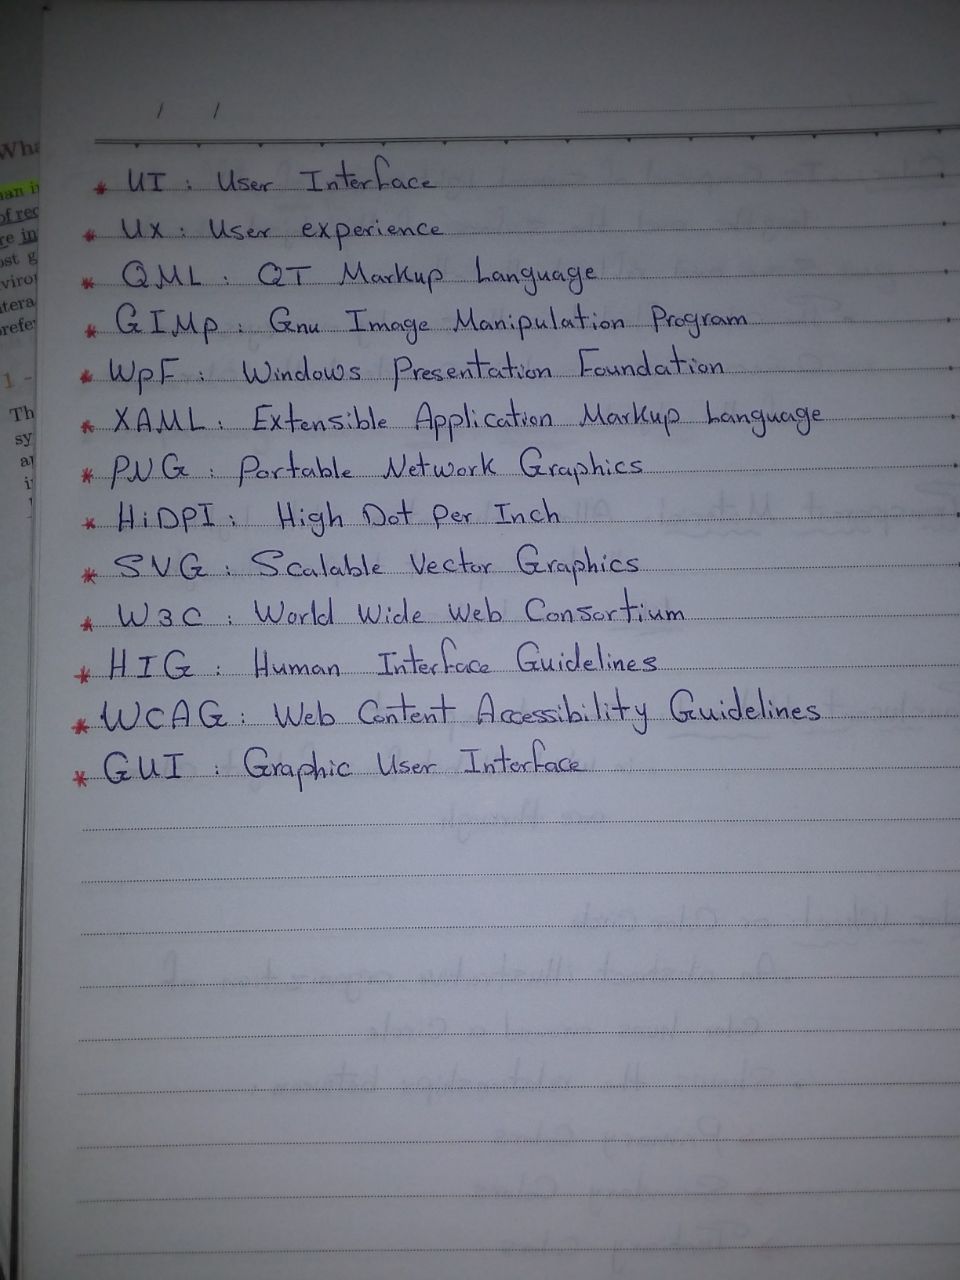 / /
* UI : User Interface
* Ux : User experience
* QML : QT Markup Language
* GIMp : Gnu Image Manipulation Program
* WpF : Windows Presentation Foundation
* XAML : Extensible Application Markup Language
* PNG : Portable Network Graphics
* HiDPI : High Dot Per Inch
* SVG : Scalable Vector Graphics
* W3C : World Wide Web Consortium
* HIG : Human Interface Guidelines
* WCAG : Web Content Accessibility Guidelines
* GUI : Graphic User Interface